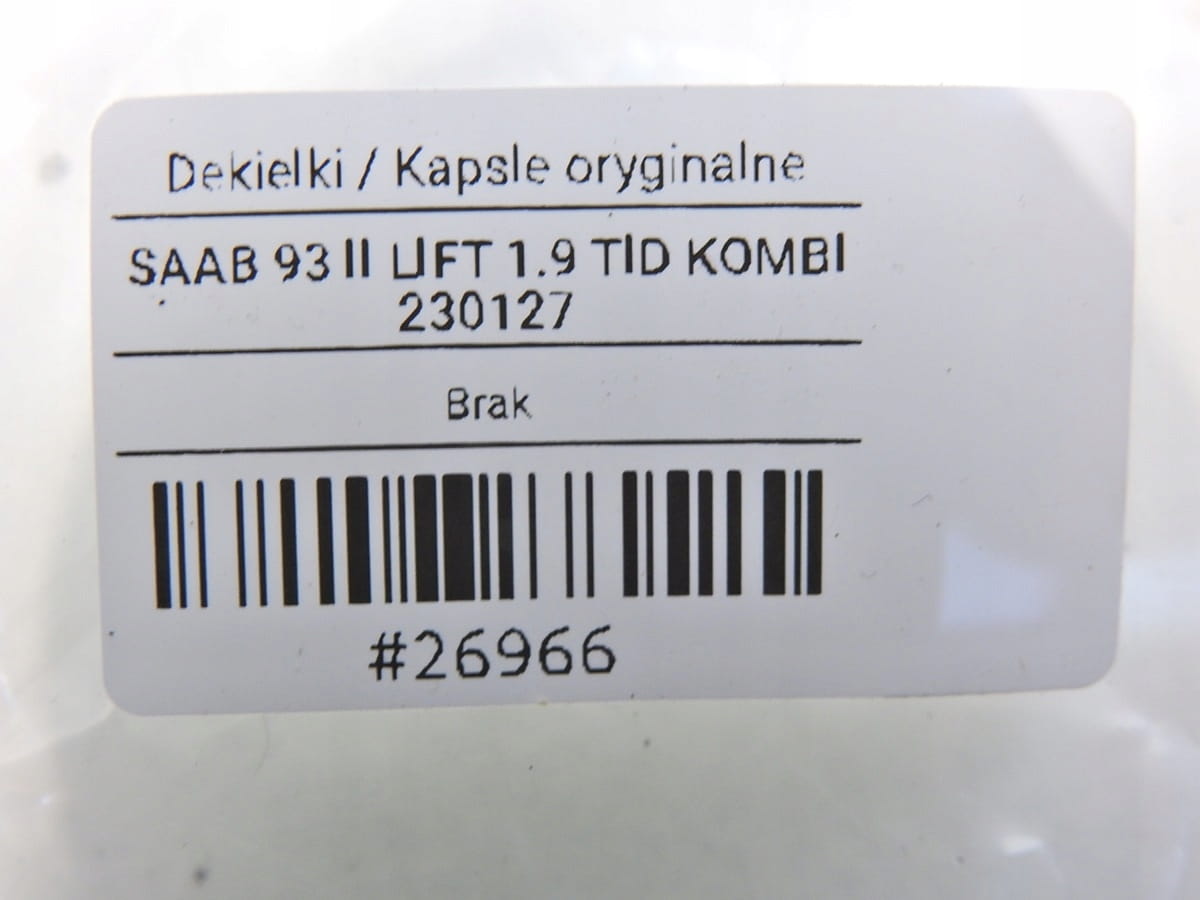 Dekielki / Kapsle oryginalne
SAAB 93 II LIFT 1.9 TID KOMBI
230127
Brak
#26966